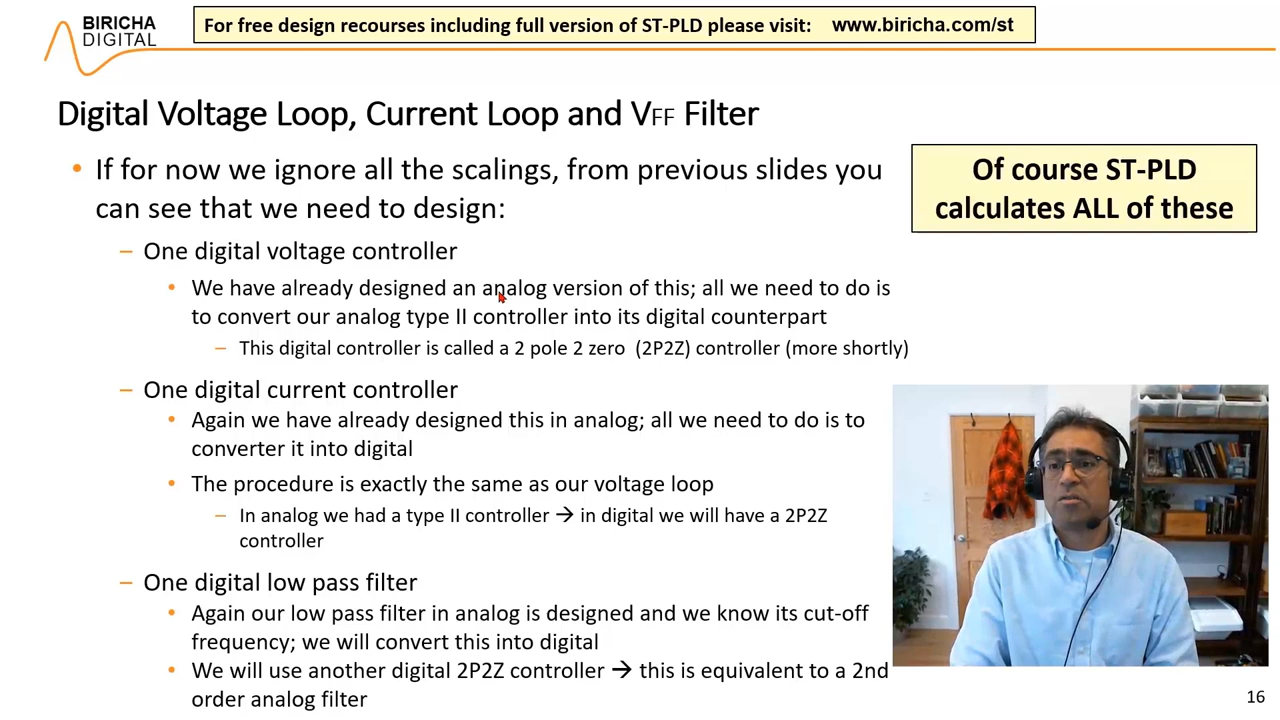 BIRICHA
DIGITAL
For free design recourses including full version of ST-PLD please visit: www.biricha.com/st
Digital Voltage Loop, Current Loop and VFF Filter
• If for now we ignore all the scalings, from previous slides you
can see that we need to design:
Of course ST-PLD
calculates ALL of these
– One digital voltage controller
• We have already designed an analog version of this; all we need to do is
to convert our analog type II controller into its digital counterpart
– This digital controller is called a 2 pole 2 zero (2P2Z) controller (more shortly)
– One digital current controller
• Again we have already designed this in analog; all we need to do is to
converter it into digital
• The procedure is exactly the same as our voltage loop
– In analog we had a type II controller → in digital we will have a 2P2Z
controller
– One digital low pass filter
• Again our low pass filter in analog is designed and we know its cut-off
frequency; we will convert this into digital
• We will use another digital 2P2Z controller → this is equivalent to a 2nd
order analog filter
16